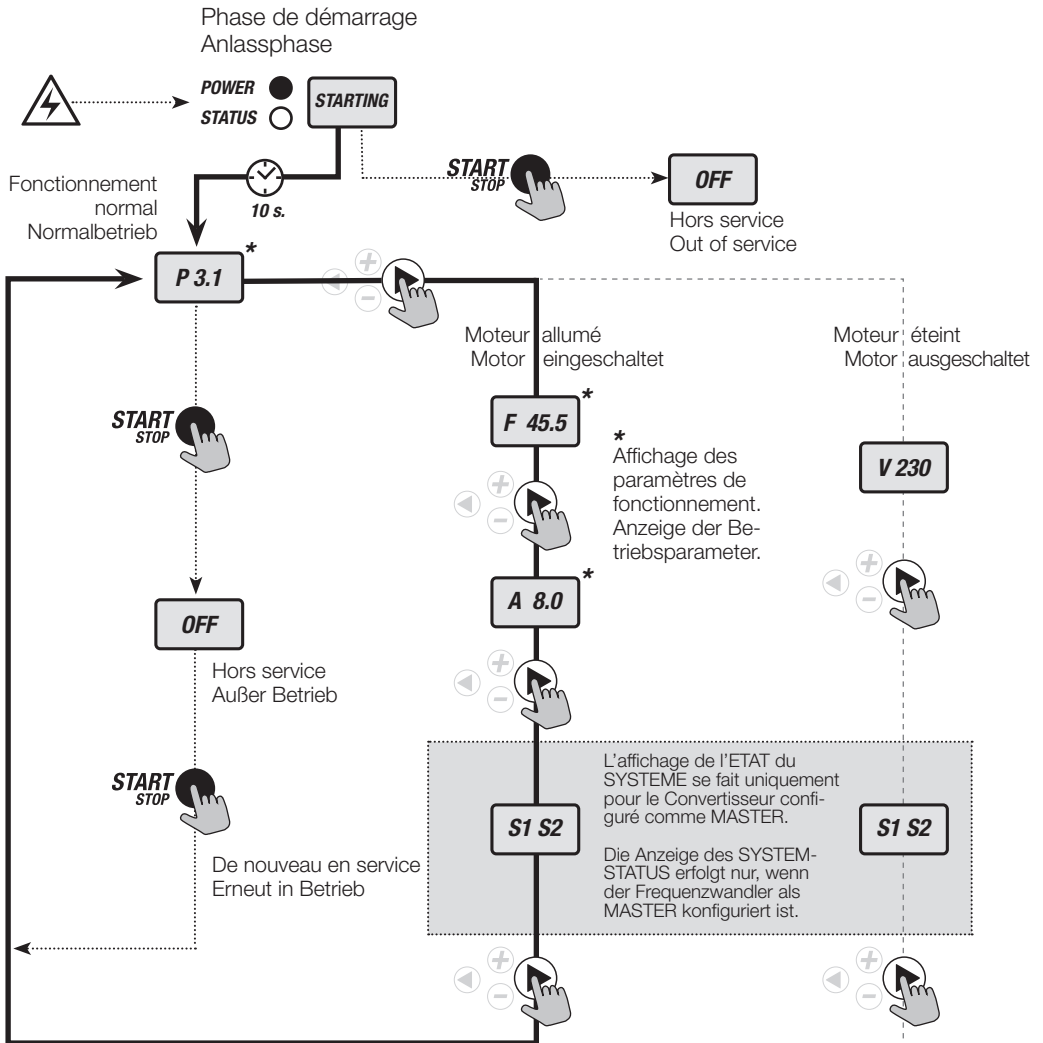 Phase de démarrage
Anlassphase
POWER
STATUS
STARTING
START
STOP
OFF
Hors service
Out of service
10 s.
Fonctionnement
normal
Normalbetrieb
P 3.1
*
Moteur allumé
Motor eingeschaltet
Moteur éteint
Motor ausgeschaltet
F 45.5
*
*
Affichage des
paramètres de
fonctionnement.
Anzeige der Be-
triebsparameter.
V 230
START
STOP
A 8.0
*
OFF
Hors service
Außer Betrieb
START
STOP
De nouveau en service
Erneut in Betrieb
S1 S2
L'affichage de l'ETAT du
SYSTEME se fait uniquement
pour le Convertisseur confi-
guré comme MASTER.
Die Anzeige des SYSTEM-
STATUS erfolgt nur, wenn
der Frequenzwandler als
MASTER konfiguriert ist.
S1 S2